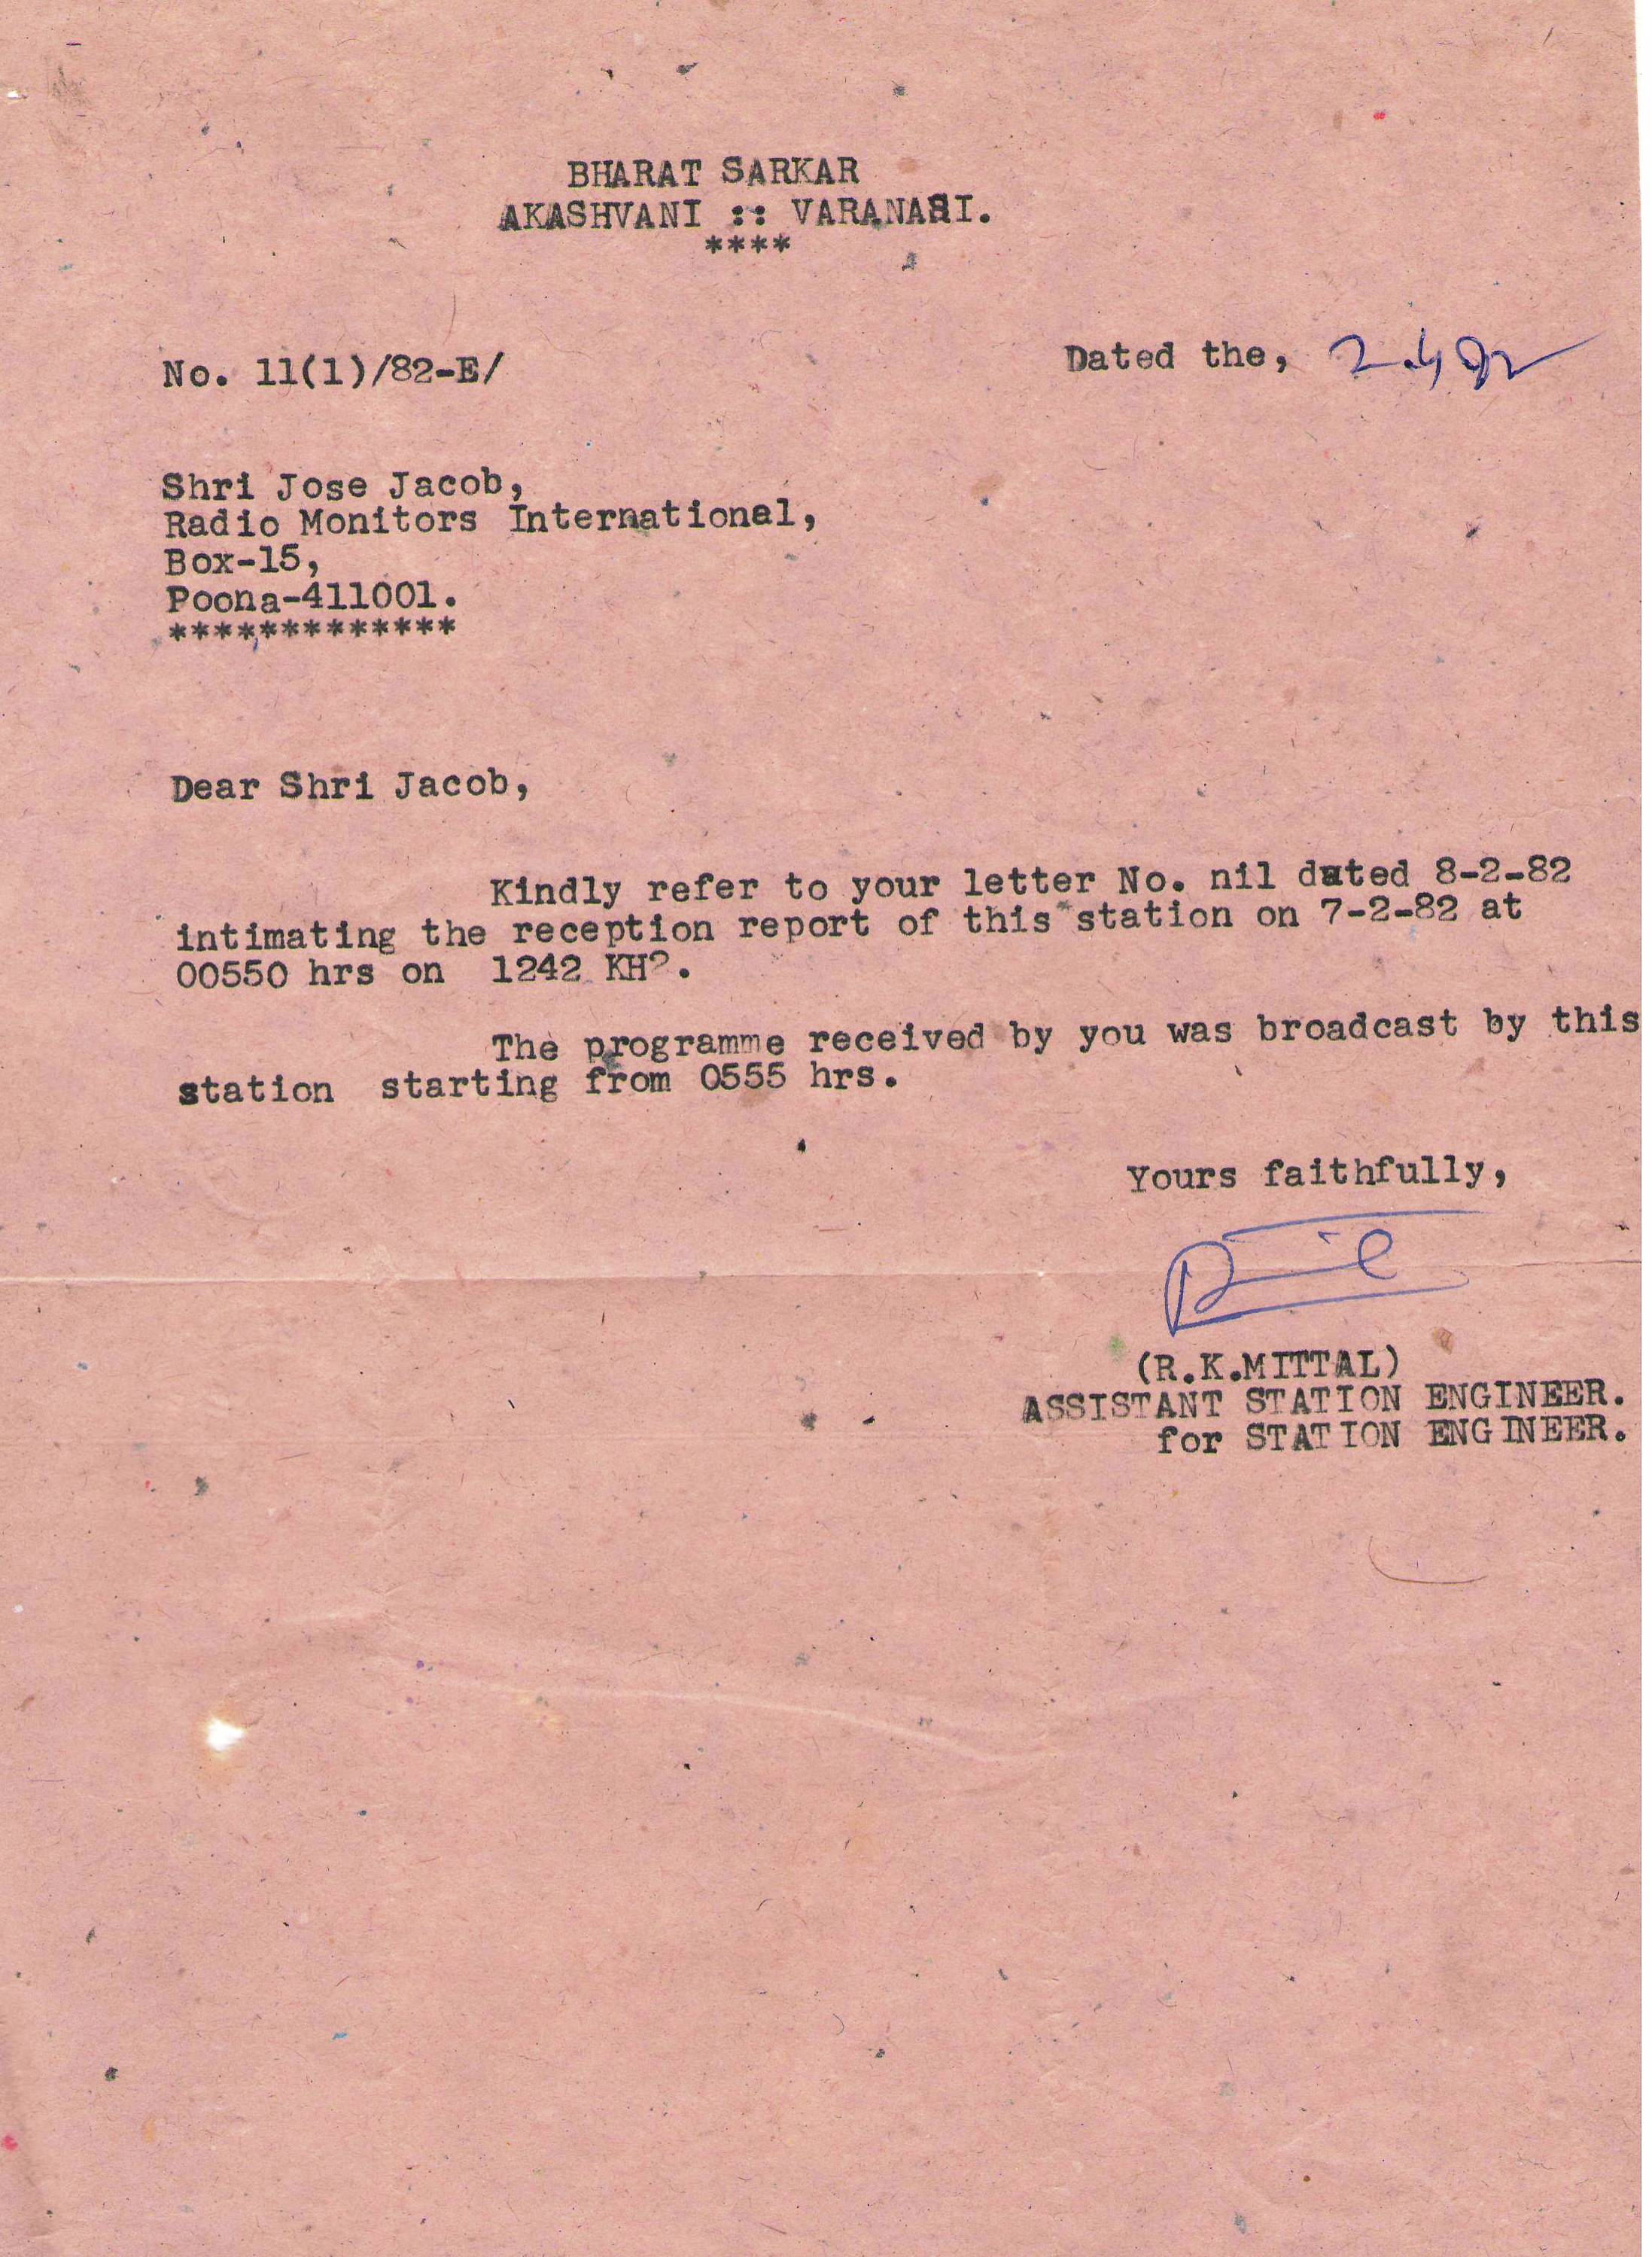 BHARAT SARKAR
AKASHVANI :: VARANASI.
****
No. 11(1)/82-E/
Dated the, 2.4.82
Shri Jose Jacob,
Radio Monitors International,
Box-15,
Poona-411001.
*************
Dear Shri Jacob,
Kindly refer to your letter No. nil dated 8-2-82
intimating the reception report of this station on 7-2-82 at
00550 hrs on 1242 KH?.
The programme received by you was broadcast by this
station starting from 0555 hrs.
Yours faithfully,
(R.K.MITTAL)
ASSISTANT STATION ENGINEER.
for STATION ENGINEER.